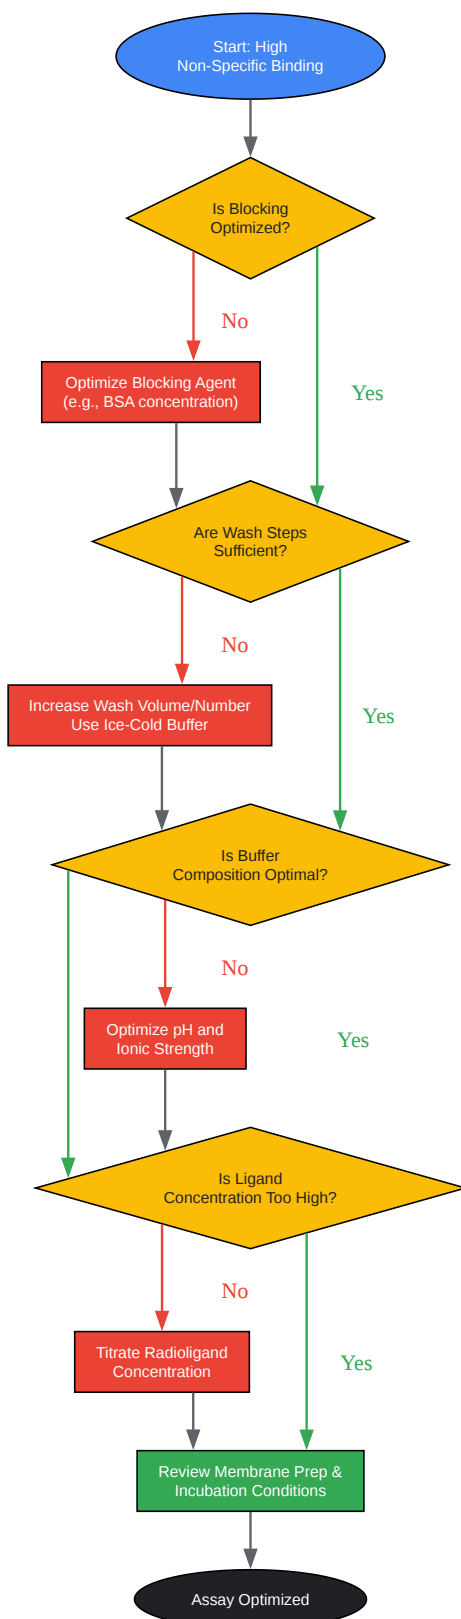 Start: High
Non-Specific Binding
Is Blocking
Optimized?
No
Optimize Blocking Agent
(e.g., BSA concentration)
Yes
Are Wash Steps
Sufficient?
No
Increase Wash Volume/Number
Use Ice-Cold Buffer
Yes
Is Buffer
Composition Optimal?
No
Optimize pH and
Ionic Strength
Yes
Is Ligand
Concentration Too High?
No
Titrate Radioligand
Concentration
Yes
Review Membrane Prep &
Incubation Conditions
Assay Optimized